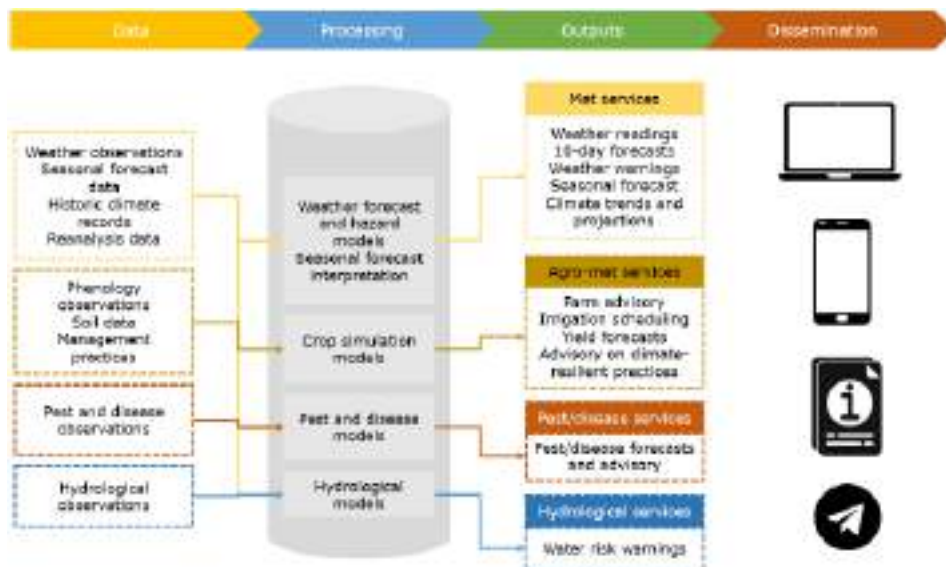 Data
Processing
Outputs
Dissemination
Weather observations
Seasonal forecast
data
Historic climate
records
Reanalysis data
Phenology
observations
Soil data
Management
practices
Pest and disease
observations
Hydrological
observations
Weather forecast
and hazard
models
Seasonal forecast
interpretation
Crop simulation
models
Pest and disease
models
Hydrological
models
Met services
Weather readings
10-day forecasts
Weather warnings
Seasonal forecast
Climate trends and
projections
Agro-met services
Farm advisory
Irrigation scheduling
Yield forecasts
Advisory on climate-
resilient practices
Pest/disease services
Pest/disease forecasts
and advisory
Hydrological services
Water risk warnings